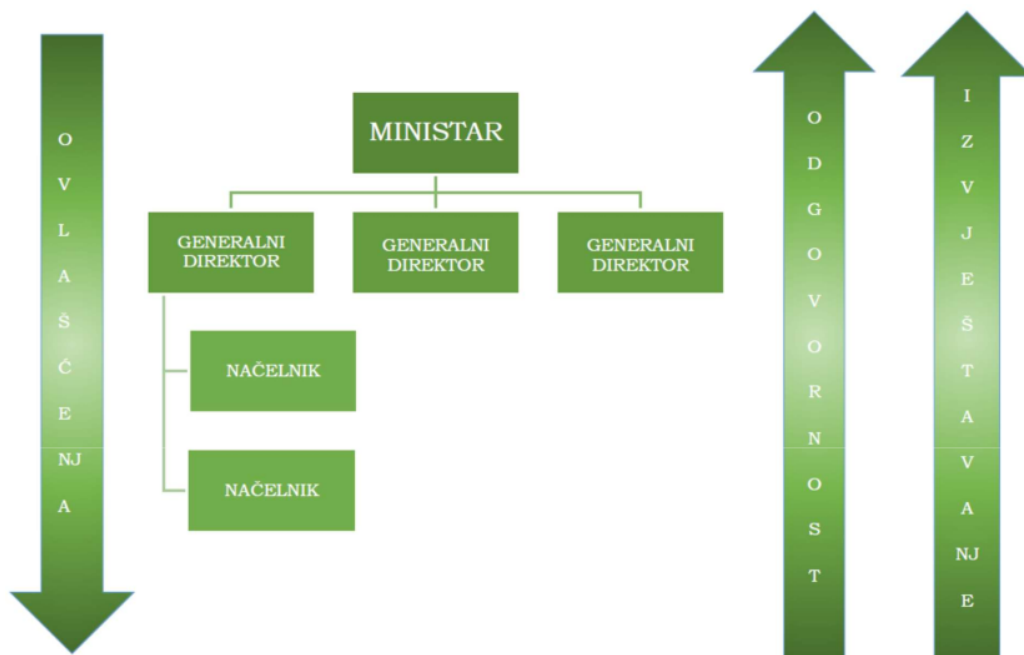 OVLAŠĆENJA
MINISTAR
GENERALNI
DIREKTOR
GENERALNI
DIREKTOR
GENERALNI
DIREKTOR
NAČELNIK
NAČELNIK
ODGOVORNOST
IZVJEŠTAVANJE